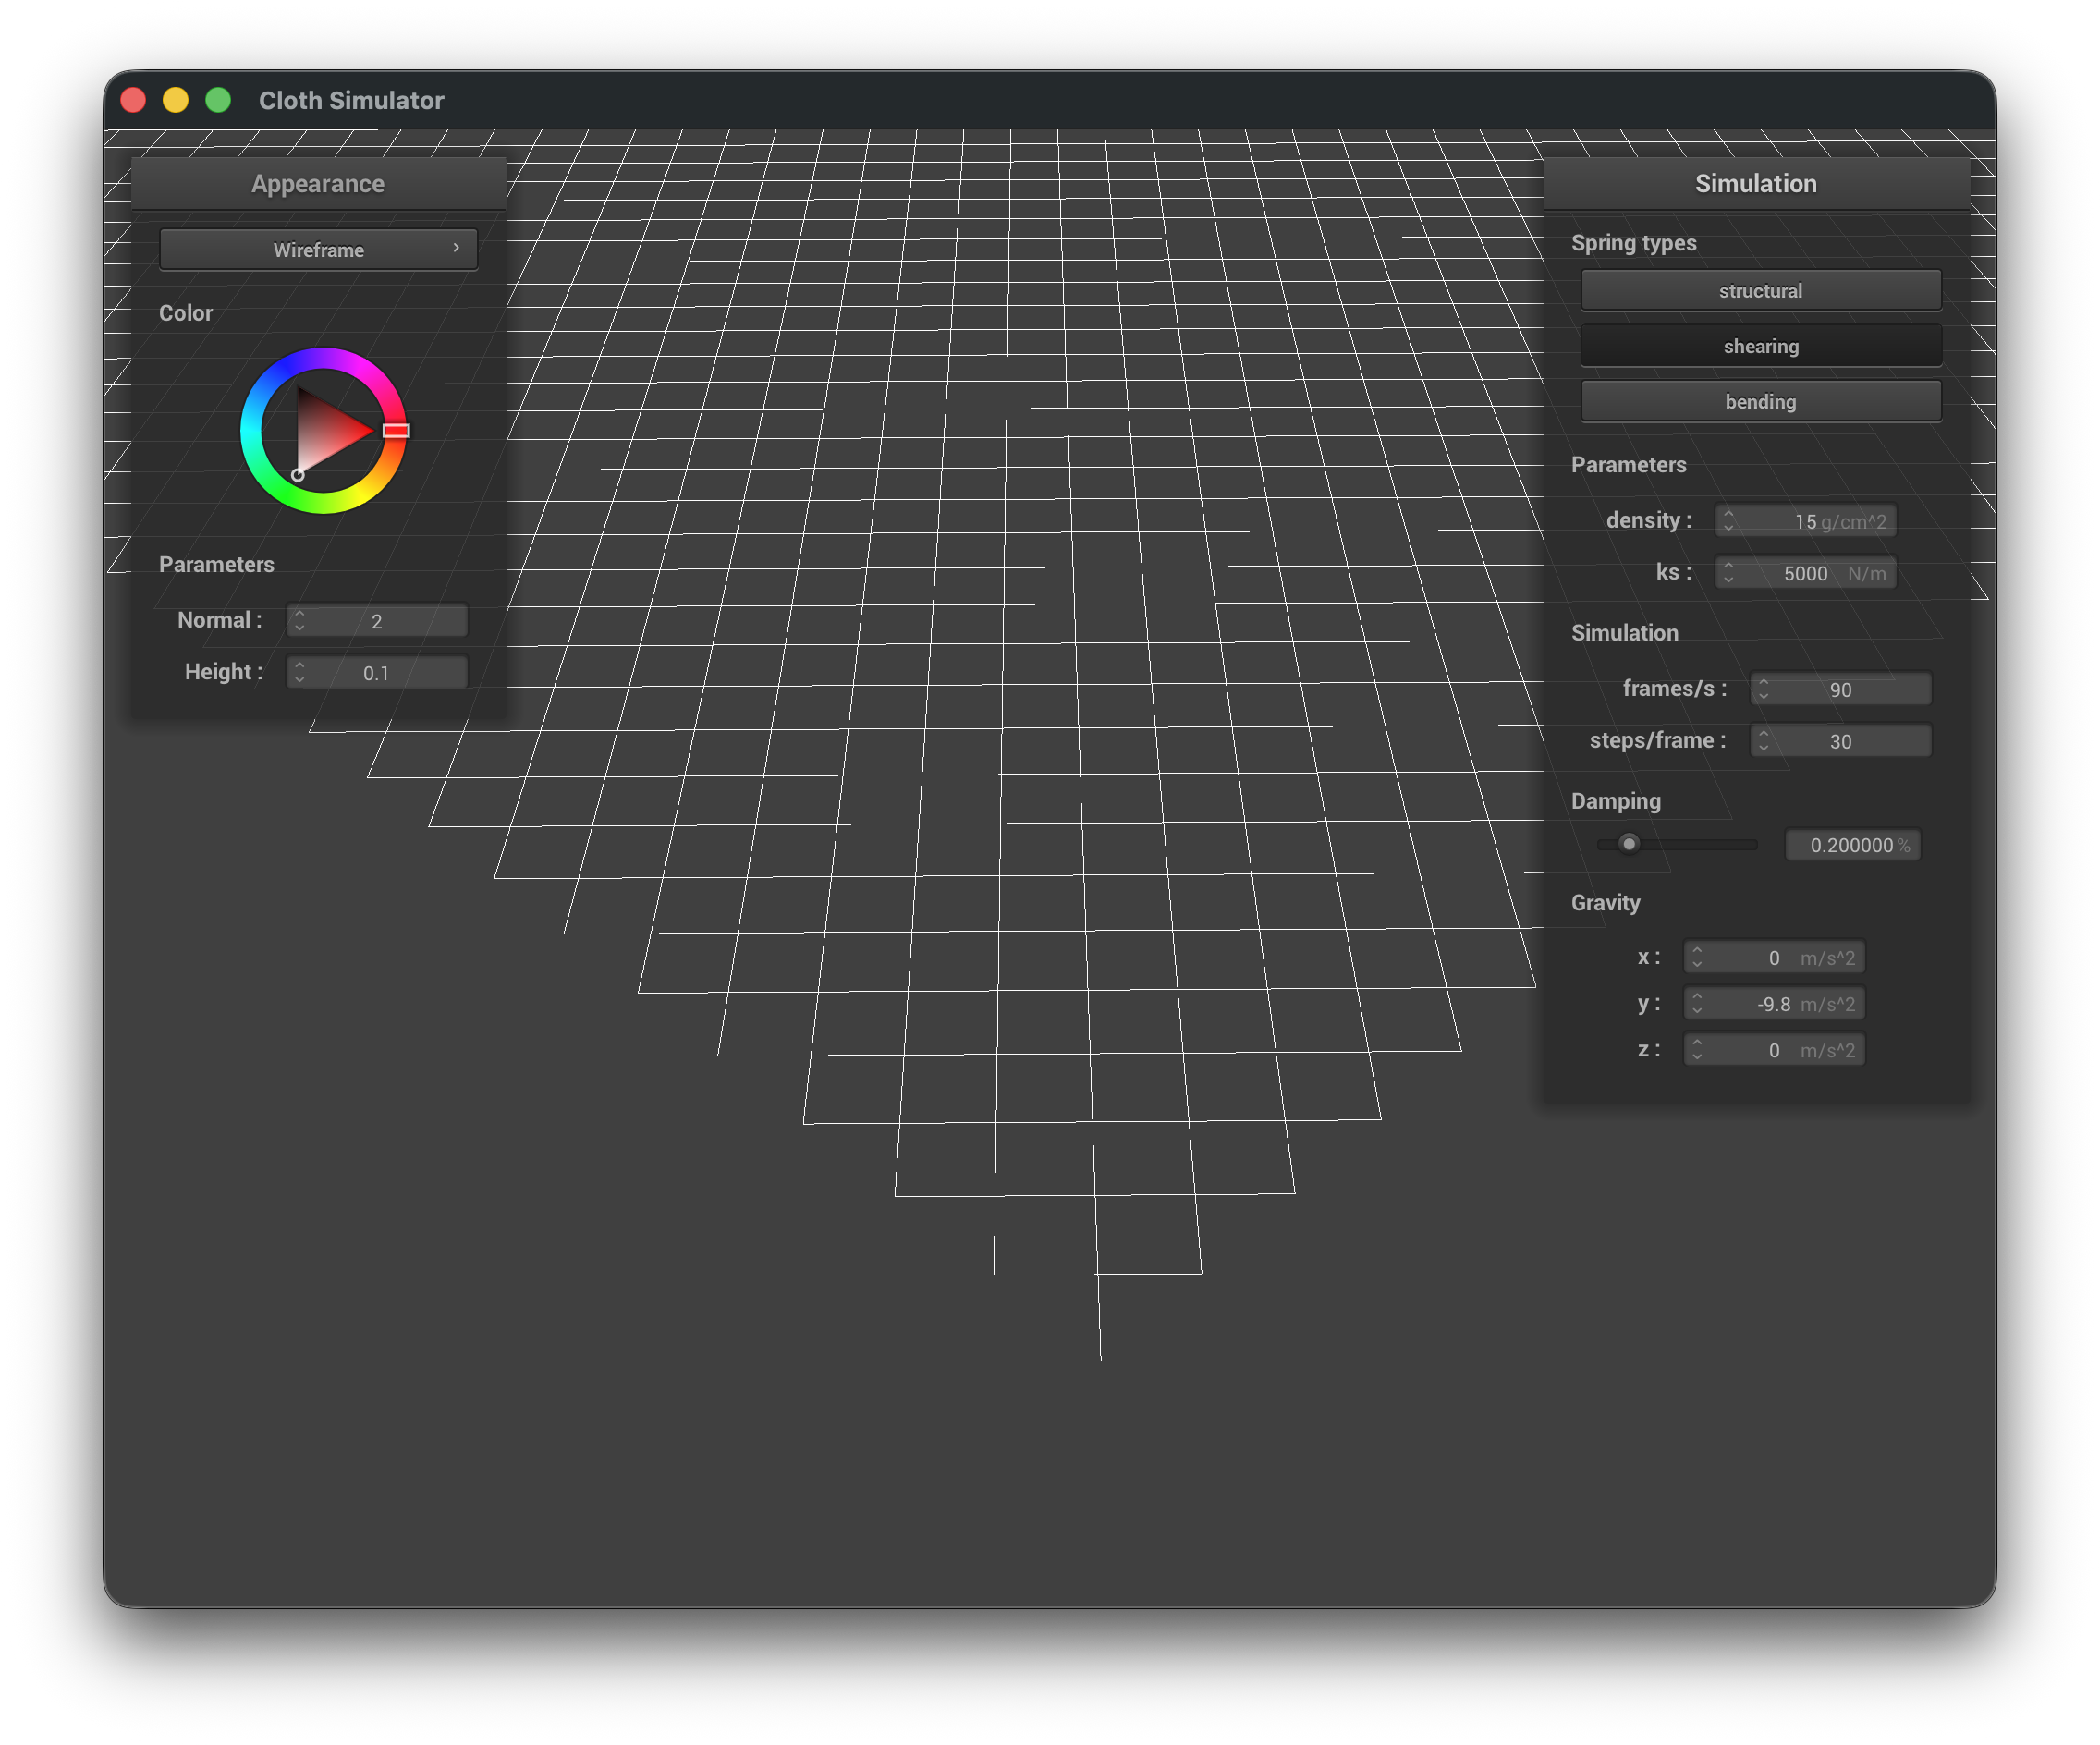 Cloth Simulator
Appearance
Wireframe
Color
Parameters
Normal : 2
Height : 0.1
Simulation
Spring types
structural
shearing
bending
Parameters
density : 15 g/cm^2
ks : 5000 N/m
Simulation
frames/s : 90
steps/frame : 30
Damping
0.200000 %
Gravity
x : 0 m/s^2
y : -9.8 m/s^2
z : 0 m/s^2